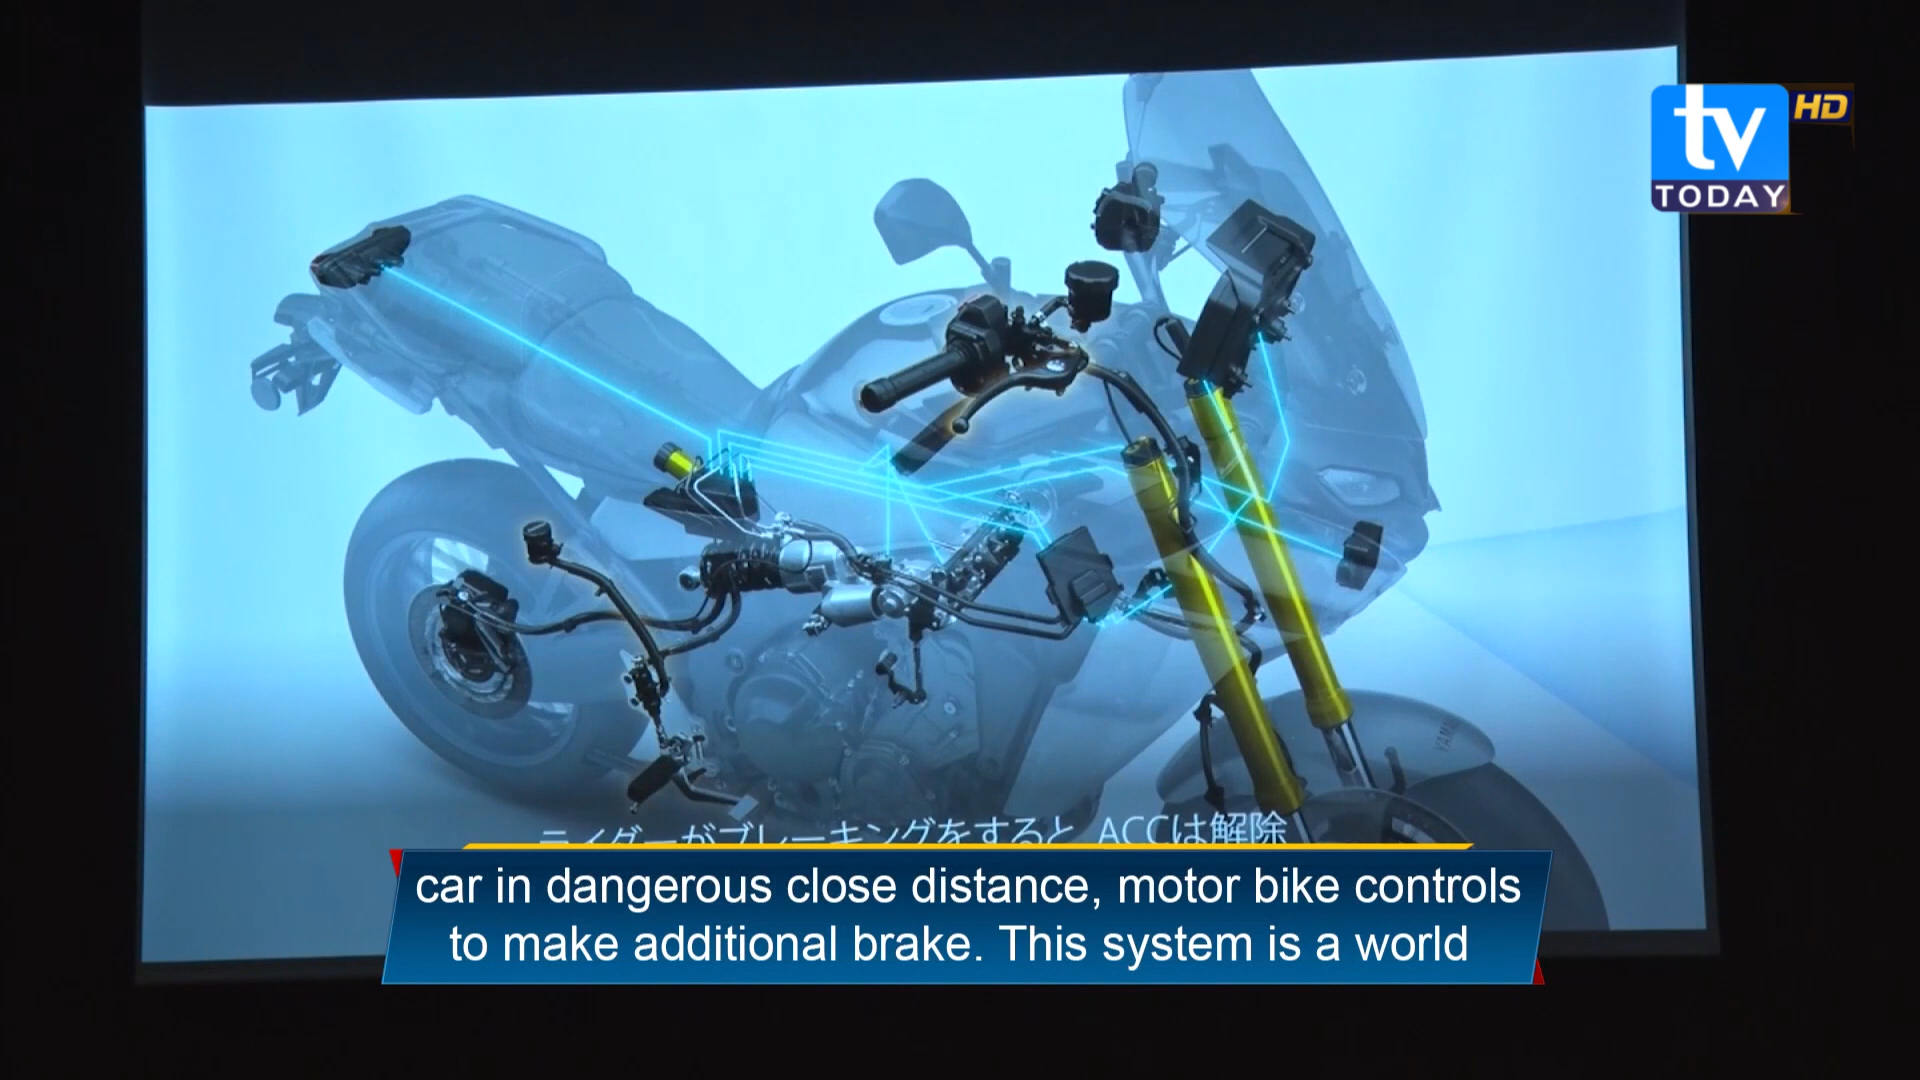 tv
HD
TODAY
YAMAHA
ライダーがブレーキングをすると ACCは解除
car in dangerous close distance, motor bike controls
to make additional brake. This system is a world